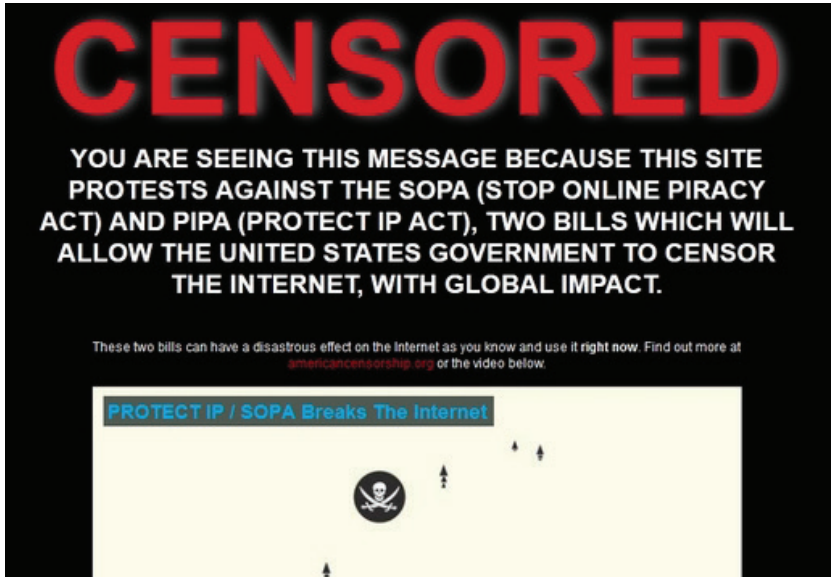 CENSORED
YOU ARE SEEING THIS MESSAGE BECAUSE THIS SITE
PROTESTS AGAINST THE SOPA (STOP ONLINE PIRACY
ACT) AND PIPA (PROTECT IP ACT), TWO BILLS WHICH WILL
ALLOW THE UNITED STATES GOVERNMENT TO CENSOR
THE INTERNET, WITH GLOBAL IMPACT.
These two bills can have a disastrous effect on the Internet as you know and use it right now. Find out more at
americancensorship.org or the video below.
PROTECT IP / SOPA Breaks The Internet